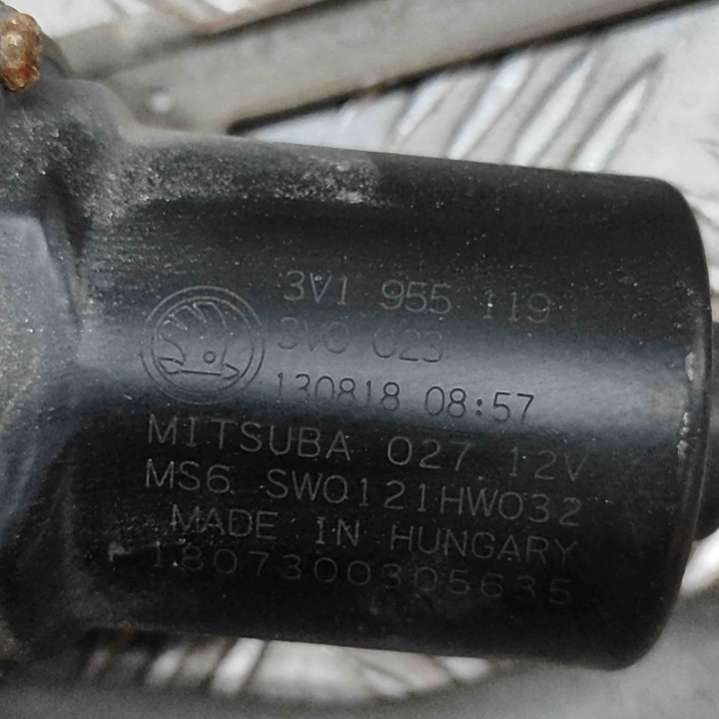 3V1 955 119
3V0 023
130818 08:57
MITSUBA 027 12V
MS6 SW0121HW032
MADE IN HUNGARY
1807300305635